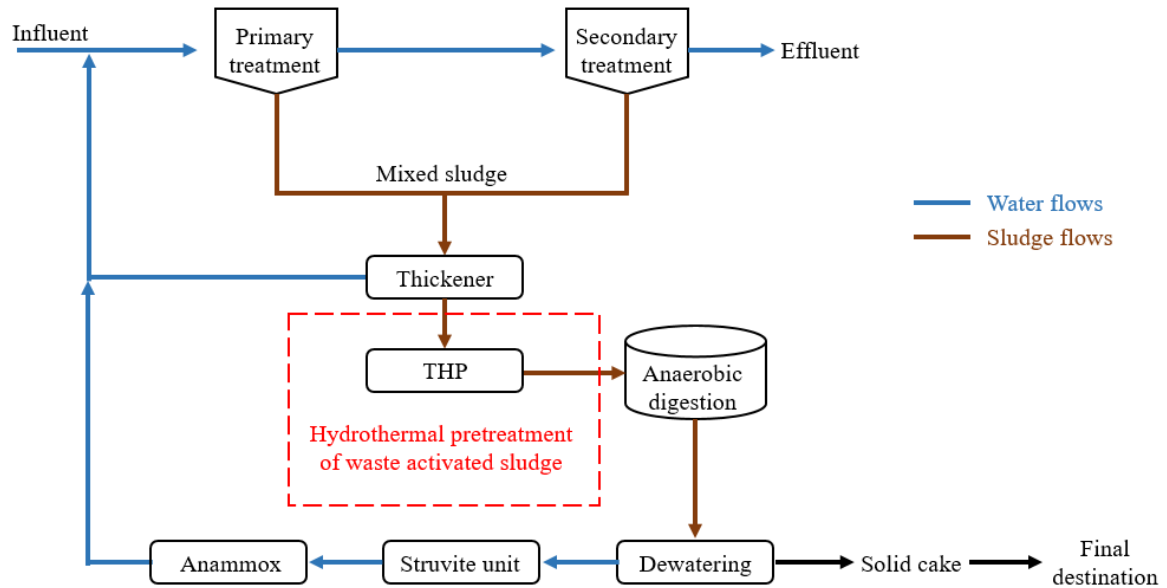 Influent
Primary
treatment
Secondary
treatment
Effluent
Mixed sludge
Water flows
Sludge flows
Thickener
THP
Anaerobic
digestion
Hydrothermal pretreatment
of waste activated sludge
Anammox
Struvite unit
Dewatering
Solid cake
Final
destination